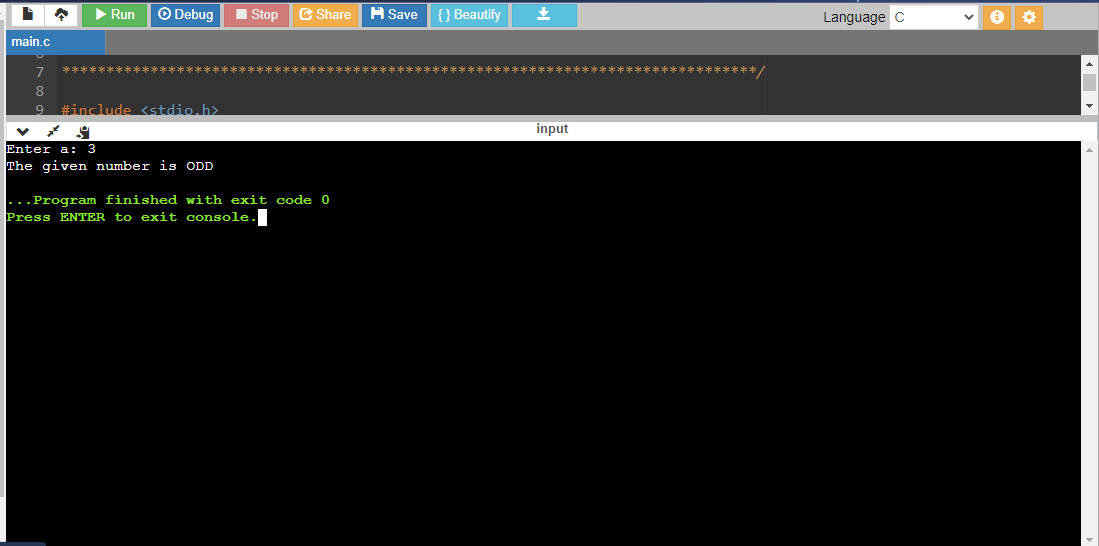 Run Debug Stop Share Save { } Beautify Language C
main.c
6
7 *******************************************************************************/
8
9 #include <stdio.h>
input
Enter a: 3
The given number is ODD
...Program finished with exit code 0
Press ENTER to exit console.